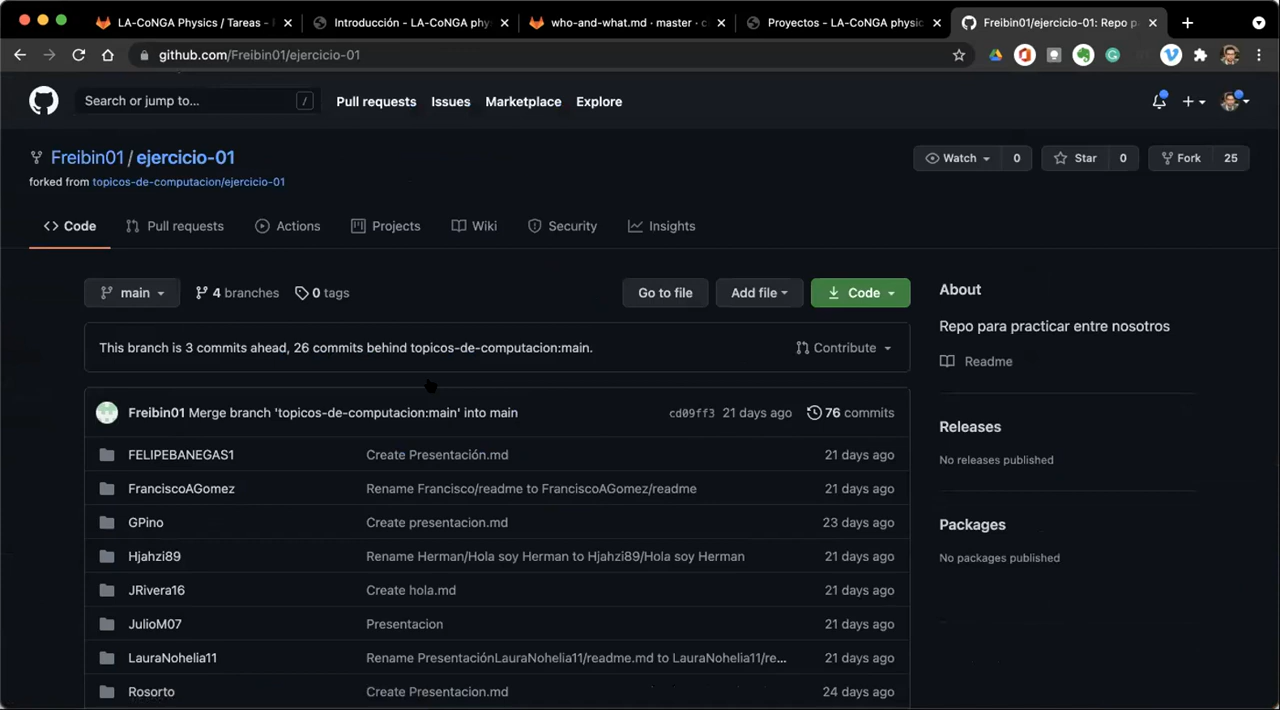 LA-CoNGA Physics / Tareas -
Introducción - LA-CoNGA phy
who-and-what.md · master ·
Proyectos - LA-CoNGA physic
Freibin01/ejercicio-01: Repo p
github.com/Freibin01/ejercicio-01
Search or jump to... /
Pull requests Issues Marketplace Explore
Freibin01 / ejercicio-01
Watch 0 Star 0 Fork 25
forked from topicos-de-computacion/ejercicio-01
Code Pull requests Actions Projects Wiki Security Insights
main 4 branches 0 tags Go to file Add file Code
This branch is 3 commits ahead, 26 commits behind topicos-de-computacion:main. Contribute
Freibin01 Merge branch 'topicos-de-computacion:main' into main cd09ff3 21 days ago 76 commits
FELIPEBANEGAS1 Create Presentación.md 21 days ago
FranciscoAGomez Rename Francisco/readme to FranciscoAGomez/readme 21 days ago
GPino Create presentacion.md 23 days ago
Hjahzi89 Rename Herman/Hola soy Herman to Hjahzi89/Hola soy Herman 21 days ago
JRivera16 Create hola.md 21 days ago
JulioM07 Presentacion 21 days ago
LauraNohelia11 Rename PresentaciónLauraNohelia11/readme.md to LauraNohelia11/re... 21 days ago
Rosorto Create Presentacion.md 24 days ago
About
Repo para practicar entre nosotros
Readme
Releases
No releases published
Packages
No packages published